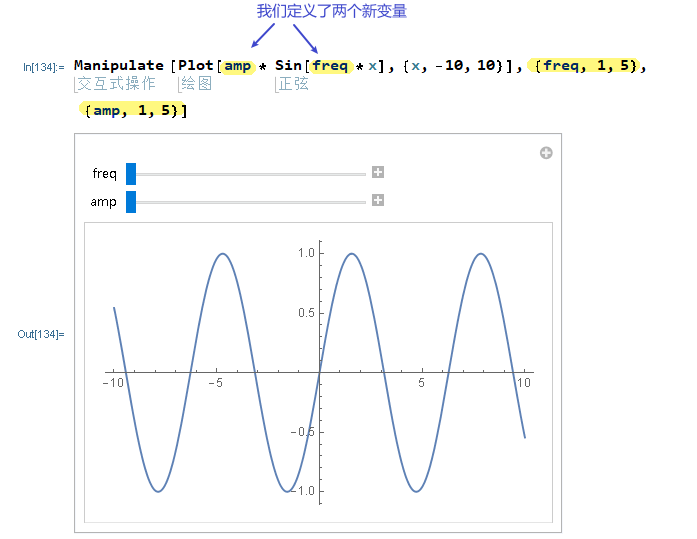 我们定义了两个新变量
In[134]:= Manipulate[Plot[amp * Sin[freq * x], {x, -10, 10}], {freq, 1, 5},
交互式操作 绘图 正弦
{amp, 1, 5}]
freq
amp
Out[134]=
1.0
0.5
-10 -5 5 10
-0.5
-1.0